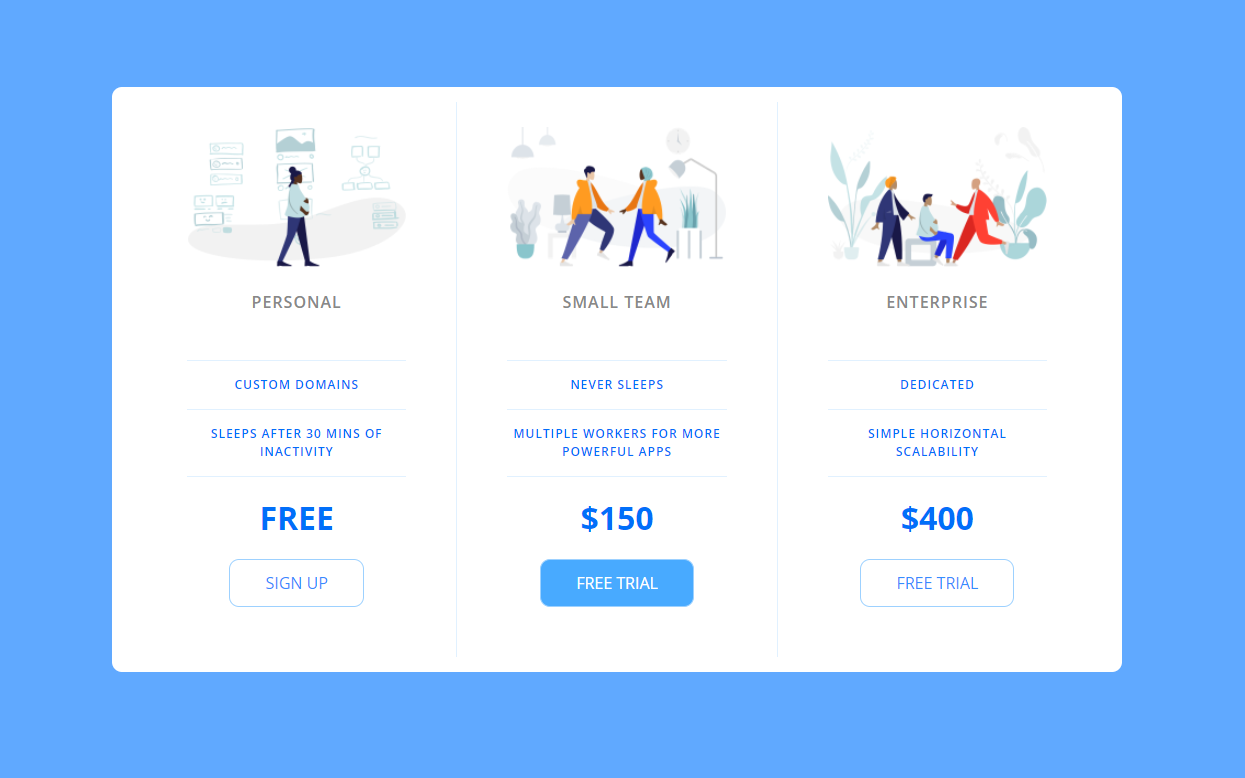 PERSONAL
CUSTOM DOMAINS
SLEEPS AFTER 30 MINS OF
INACTIVITY
FREE
SIGN UP
SMALL TEAM
NEVER SLEEPS
MULTIPLE WORKERS FOR MORE
POWERFUL APPS
$150
FREE TRIAL
ENTERPRISE
DEDICATED
SIMPLE HORIZONTAL
SCALABILITY
$400
FREE TRIAL